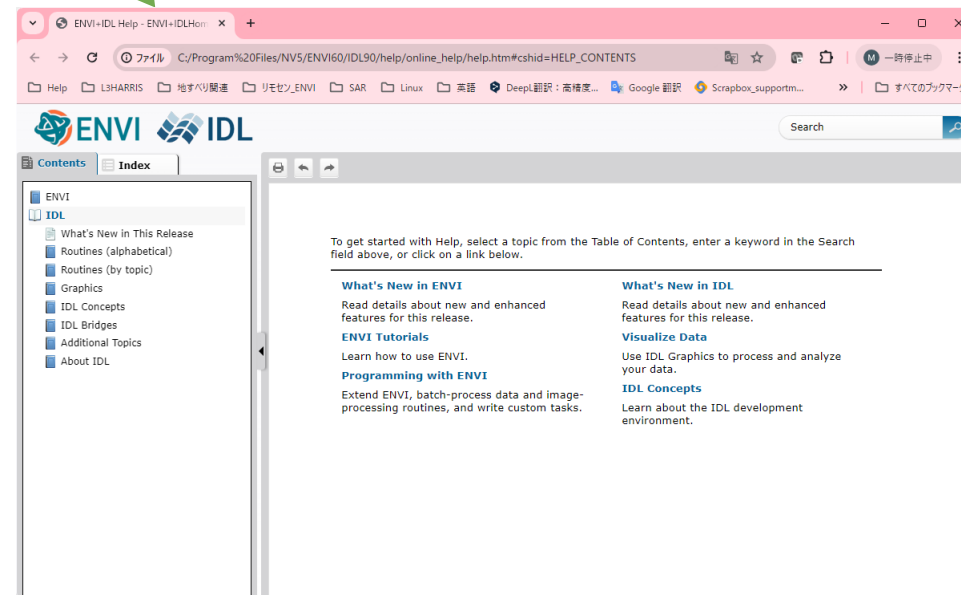 ENVI+IDL Help - ENVI+IDLHom
ファイル C:/Program%20Files/NV5/ENVI60/IDL90/help/online_help/help.htm#cshid=HELP_CONTENTS
M 一時停止中
Help L3HARRIS 地すべり関連 リモセン_ENVI SAR Linux 英語 DeepL翻訳：高精度... Google 翻訳 Scrapbox_supportm... » すべてのブックマー
ENVI IDL
Search
Contents Index
ENVI
IDL
What's New in This Release
Routines (alphabetical)
Routines (by topic)
Graphics
IDL Concepts
IDL Bridges
Additional Topics
About IDL
To get started with Help, select a topic from the Table of Contents, enter a keyword in the Search
field above, or click on a link below.
What's New in ENVI
Read details about new and enhanced
features for this release.
ENVI Tutorials
Learn how to use ENVI.
Programming with ENVI
Extend ENVI, batch-process data and image-
processing routines, and write custom tasks.
What's New in IDL
Read details about new and enhanced
features for this release.
Visualize Data
Use IDL Graphics to process and analyze
your data.
IDL Concepts
Learn about the IDL development
environment.